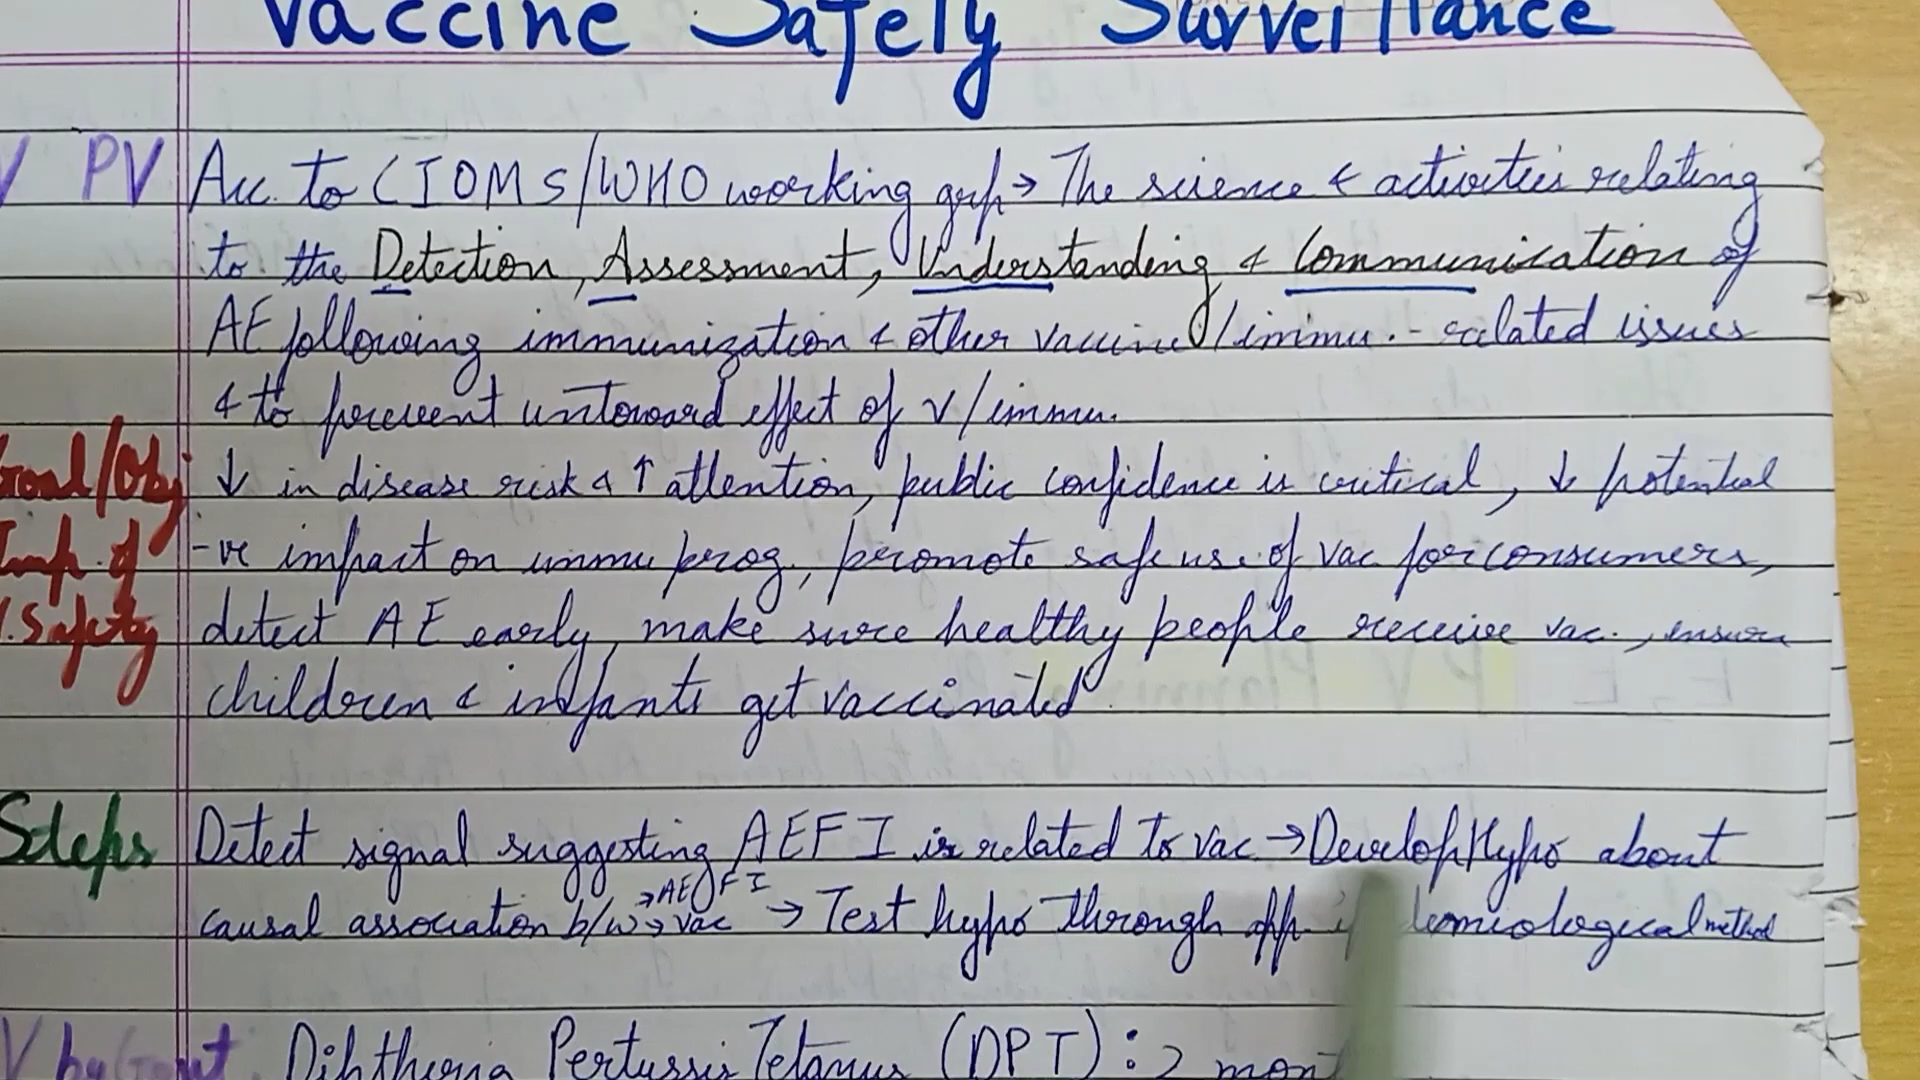 Vaccine Safety Surveillance
V PV Acc. to CIOMS/WHO working grp → The science & activities relating
to the Detection, Assessment, Understanding & Communication of
AE following immunization & other vaccine/immu.-related issues
& to prevent untoward effect of v/immu.
Goal/Obj ↓ in disease risk & ↑ attention, public confidence is critical, ↓ potential
Imp. of -ve impact on immu prog., promote safe use of vac for consumers,
V.Safety detect AE early, make sure healthy people receive vac., ensure
children & infants get vaccinated.
Steps Detect signal suggesting AEFI is related to vac → Develop Hypo about
causal association b/w → AEFI → vac → Test hypo through app. method
V by Govt. Diphtheria Pertussis Tetanus (DPT): 2